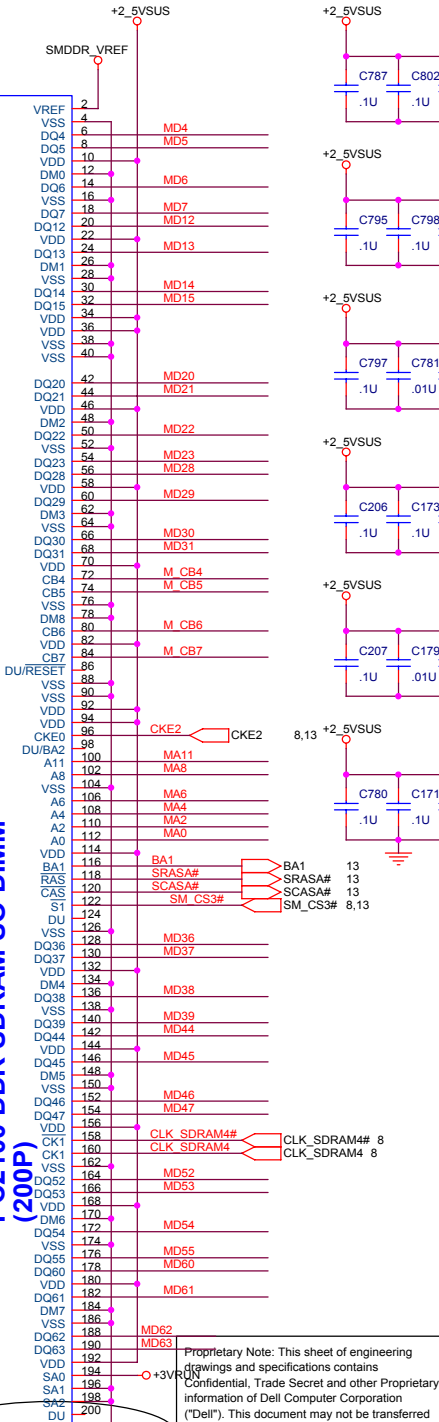 +2_5VSUS
+2_5VSUS
SMDDR_VREF
C787
C802
.1U
.1U
VREF 2
VSS 4
DQ4 6 MD4
DQ5 8 MD5
VDD 10
DM0 12
DQ6 14 MD6
VSS 16
DQ7 18 MD7
DQ12 20 MD12
VDD 22
DQ13 24 MD13
DM1 26
VSS 28
DQ14 30 MD14
DQ15 32 MD15
VDD 34
VDD 36
VSS 38
VSS 40
+2_5VSUS
C795
C798
.1U
.1U
+2_5VSUS
C797
C781
.1U
.01U
DQ20 42 MD20
DQ21 44 MD21
VDD 46
DM2 48
DQ22 50 MD22
VSS 52
DQ23 54 MD23
DQ28 56 MD28
VDD 58
DQ29 60 MD29
DM3 62
VSS 64
DQ30 66 MD30
DQ31 68 MD31
VDD 70
CB4 72 M_CB4
CB5 74 M_CB5
VSS 76
DM8 78
CB6 80 M_CB6
VDD 82
CB7 84 M_CB7
DU/RESET 86
VSS 88
VSS 90
VDD 92
VDD 94
CKE0 96 CKE2 CKE2 8,13
DU/BA2 98
A11 100 MA11
A8 102 MA8
VSS 104
A6 106 MA6
A4 108 MA4
A2 110 MA2
A0 112 MA0
VDD 114
BA1 116 BA1 BA1 13
RAS 118 SRASA# SRASA# 13
CAS 120 SCASA# SCASA# 13
S1 122 SM_CS3# SM_CS3# 8,13
DU 124
VSS 126
DQ36 128 MD36
DQ37 130 MD37
VDD 132
DM4 134
DQ38 136 MD38
VSS 138
DQ39 140 MD39
DQ44 142 MD44
VDD 144
DQ45 146 MD45
DM5 148
VSS 150
DQ46 152 MD46
DQ47 154 MD47
VDD 156
CK1 158 CLK_SDRAM4# CLK_SDRAM4# 8
CK1 160 CLK_SDRAM4 CLK_SDRAM4 8
VSS 162
DQ52 164 MD52
DQ53 166 MD53
VDD 168
DM6 170
DQ54 172 MD54
VSS 174
DQ55 176 MD55
DQ60 178 MD60
VDD 180
DQ61 182 MD61
DM7 184
VSS 186
DQ62 188 MD62
DQ63 190 MD63
VDD 192
SA0 194 +3VRUN
SA1 196
SA2 198
DU 200
+2_5VSUS
C206
C173
.1U
.1U
+2_5VSUS
C207
C179
.1U
.01U
+2_5VSUS
C780
C171
.1U
.1U
(200P)
Proprietary Note: This sheet of engineering
drawings and specifications contains
Confidential, Trade Secret and other Proprietary
information of Dell Computer Corporation
("Dell"). This document may not be transferred